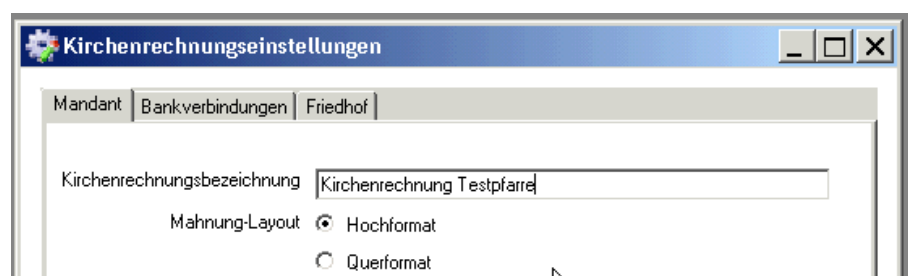 Kirchenrechnungseinstellungen
Mandant Bankverbindungen Friedhof
Kirchenrechnungsbezeichnung Kirchenrechnung Testpfarre
Mahnung-Layout Hochformat
Querformat